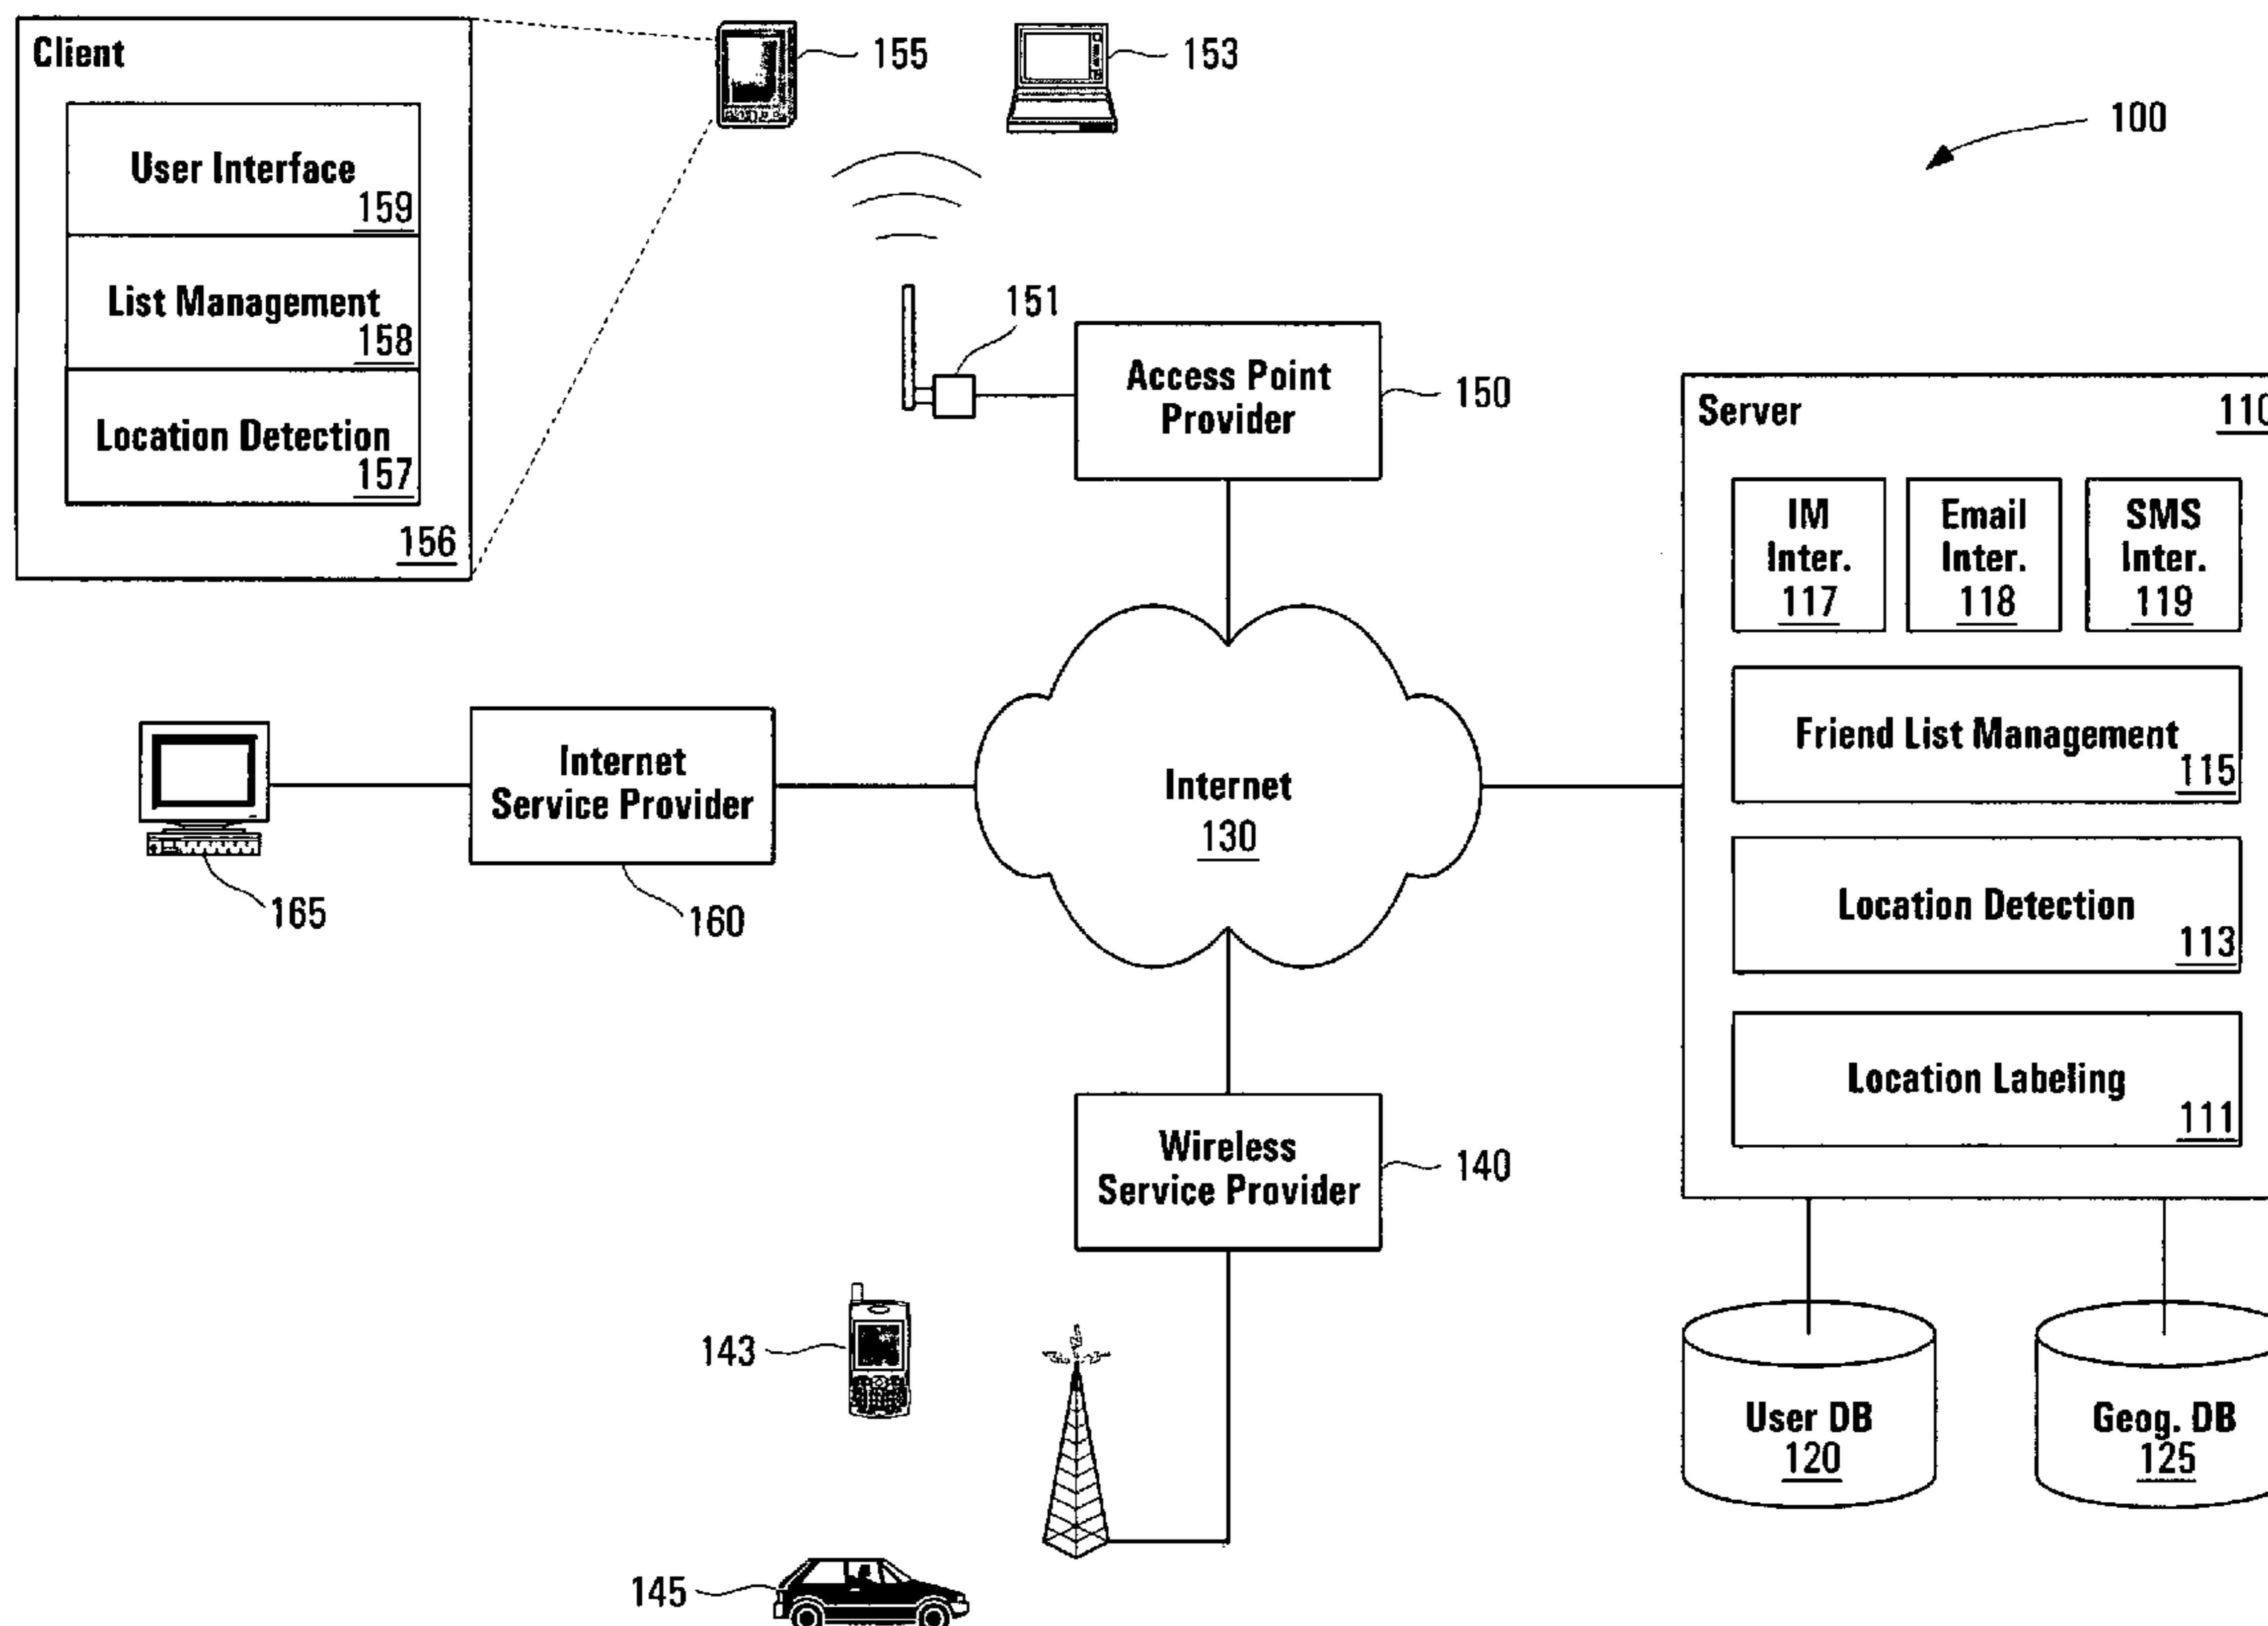 Client
User Interface
159
List Management
158
Location Detection
157
156
155
153
100
151
Access Point
Provider
150
Server
110
IM
Inter.
117
Email
Inter.
118
SMS
Inter.
119
Friend List Management
115
Location Detection
113
Location Labeling
111
Internet
Service Provider
160
165
Internet
130
Wireless
Service Provider
140
143
145
User DB
120
Geog. DB
125